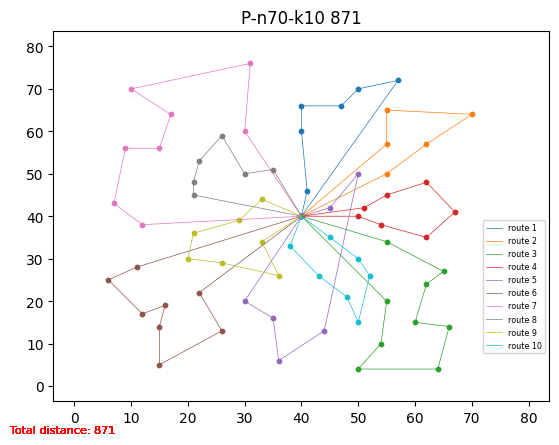 P-n70-k10 871
80
70
60
50
40
30
20
10
0
0 10 20 30 40 50 60 70 80
route 1
route 2
route 3
route 4
route 5
route 6
route 7
route 8
route 9
route 10
Total distance: 871